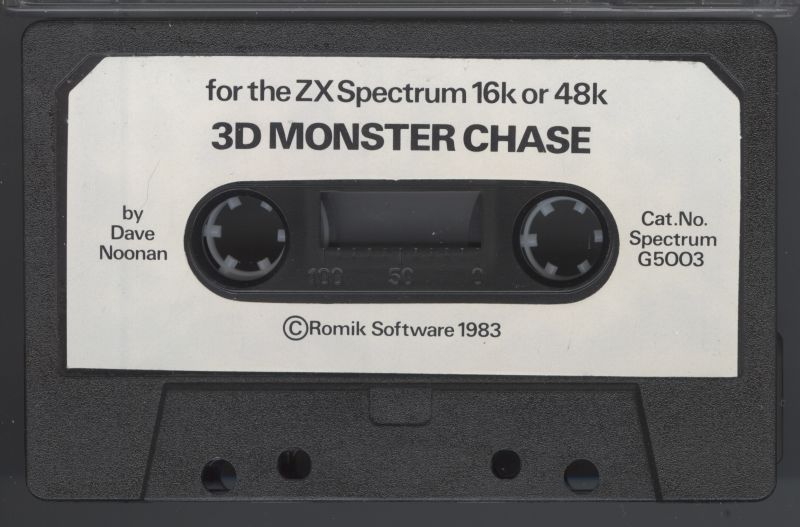 for the ZX Spectrum 16k or 48k
3D MONSTER CHASE
by
Dave
Noonan
Cat.No.
Spectrum
G5003
100 50 0
©Romik Software 1983